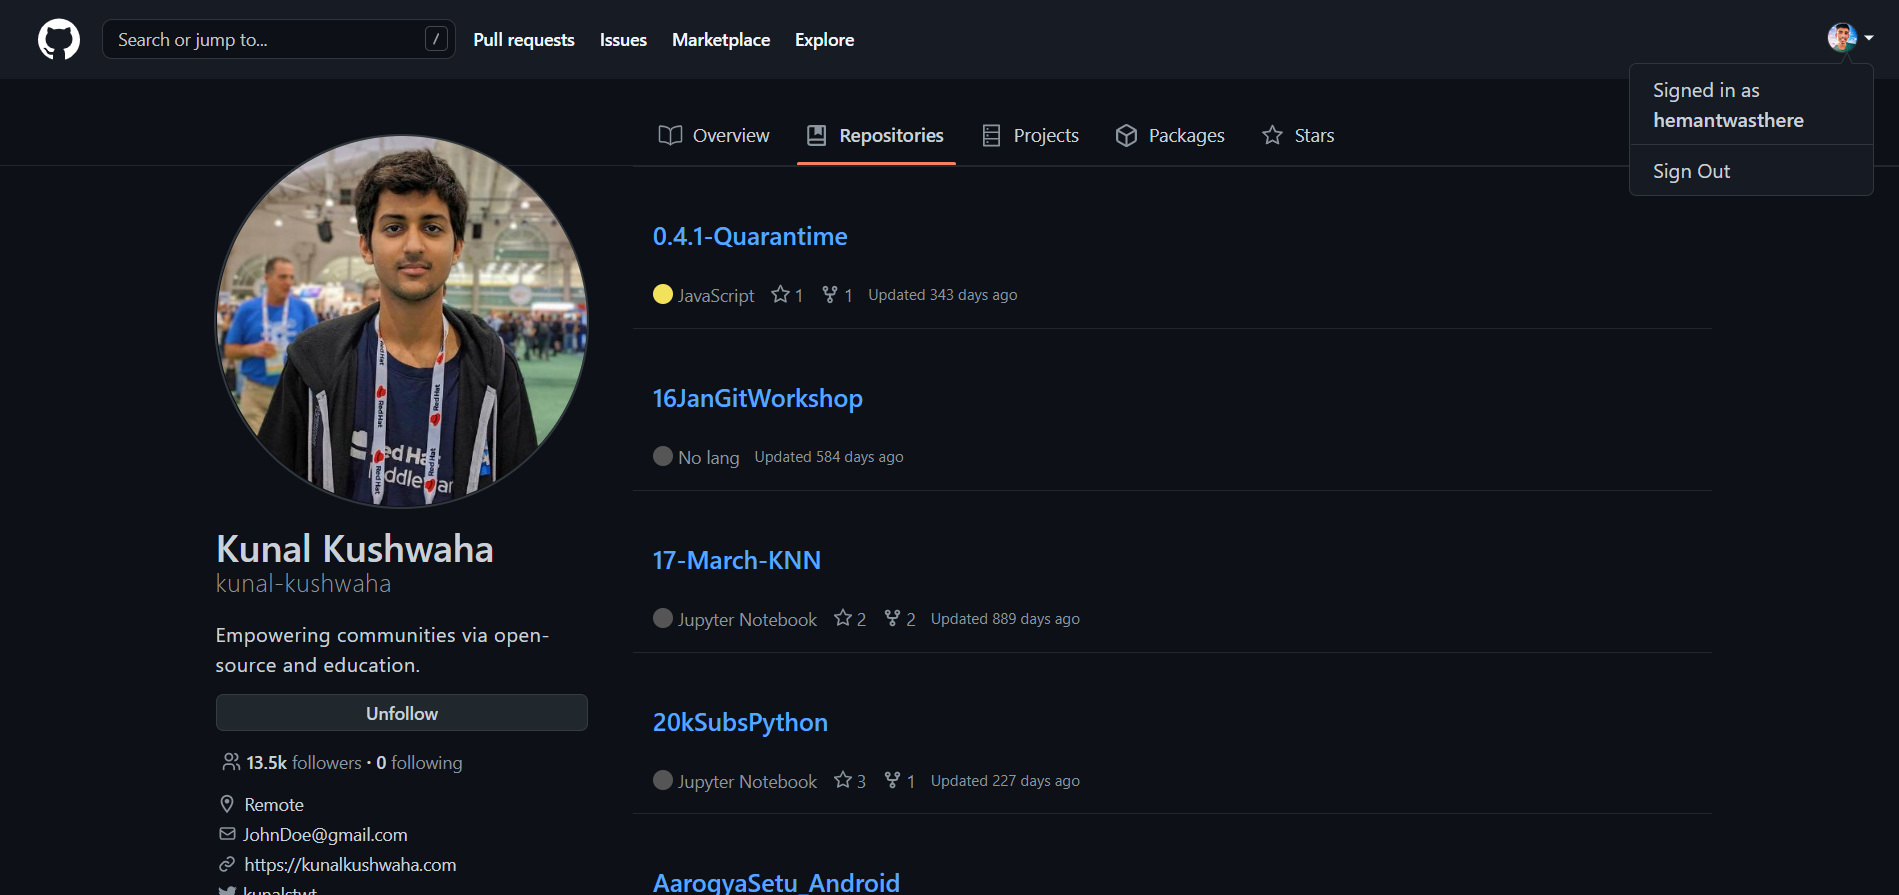 Search or jump to...
/
Pull requests
Issues
Marketplace
Explore
Signed in as
hemantwasthere
Sign Out
Overview
Repositories
Projects
Packages
Stars
Kunal Kushwaha
kunal-kushwaha
Empowering communities via open-
source and education.
Unfollow
13.5k followers · 0 following
Remote
JohnDoe@gmail.com
https://kunalkushwaha.com
kunalstwt
0.4.1-Quarantime
JavaScript 1 1 Updated 343 days ago
16JanGitWorkshop
No lang Updated 584 days ago
17-March-KNN
Jupyter Notebook 2 2 Updated 889 days ago
20kSubsPython
Jupyter Notebook 3 1 Updated 227 days ago
AarogyaSetu_Android